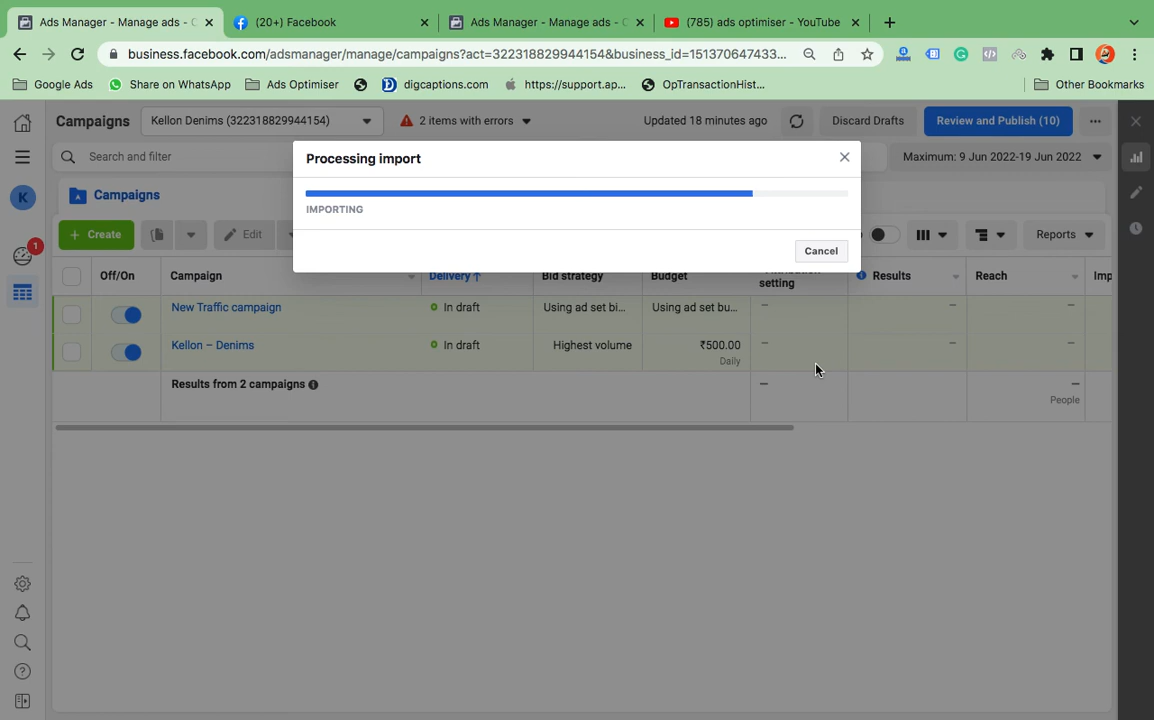 Ads Manager - Manage ads - C
(20+) Facebook
Ads Manager - Manage ads - C
(785) ads optimiser - YouTube
business.facebook.com/adsmanager/manage/campaigns?act=322318829944154&business_id=151370647433...
Google Ads
Share on WhatsApp
Ads Optimiser
digcaptions.com
https://support.ap...
OpTransactionHist...
Other Bookmarks
Campaigns
Kellon Denims (322318829944154)
2 items with errors
Updated 18 minutes ago
Discard Drafts
Review and Publish (10)
Search and filter
Processing import
Maximum: 9 Jun 2022-19 Jun 2022
K
Campaigns
IMPORTING
Create
Edit
Cancel
Reports
1
Off/On
Campaign
Delivery ↑
Bid strategy
Budget
Attribution
setting
Results
Reach
Imp
New Traffic campaign
In draft
Using ad set bi...
Using ad set bu...
—
—
—
Kellon – Denims
In draft
Highest volume
₹500.00
Daily
—
—
—
Results from 2 campaigns
—
—
People